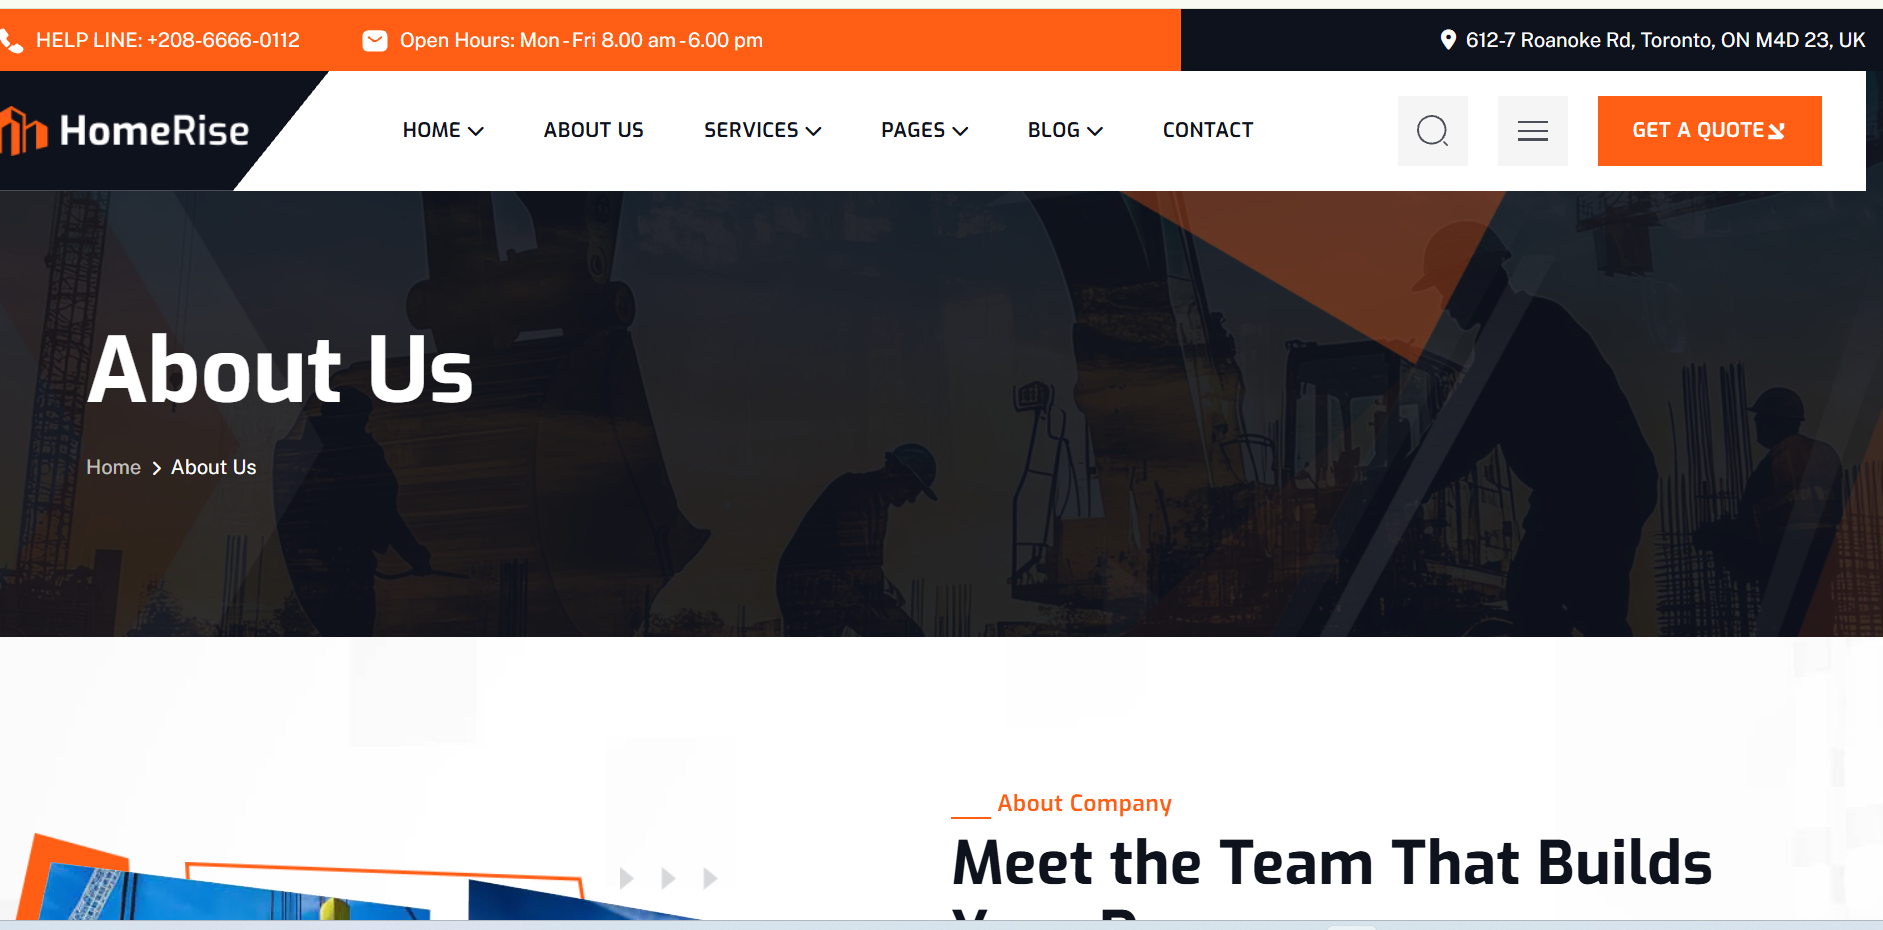 HELP LINE: +208-6666-0112
Open Hours: Mon - Fri 8.00 am - 6.00 pm
612-7 Roanoke Rd, Toronto, ON M4D 23, UK
HomeRise
HOME
ABOUT US
SERVICES
PAGES
BLOG
CONTACT
GET A QUOTE
About Us
Home
About Us
About Company
Meet the Team That Builds